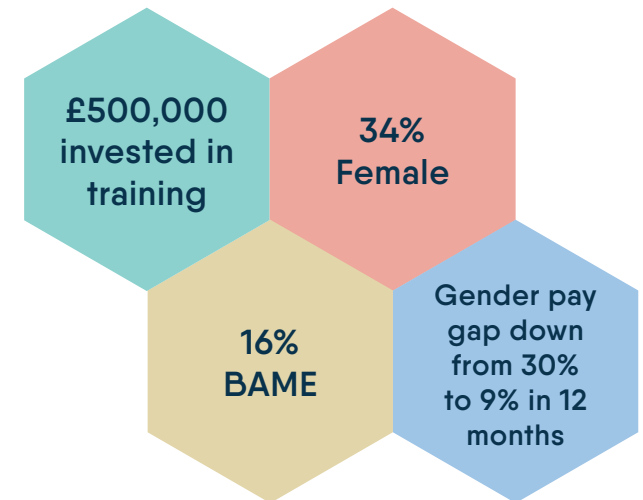 £500,000
invested in
training
34%
Female
16%
BAME
Gender pay
gap down
from 30%
to 9% in 12
months